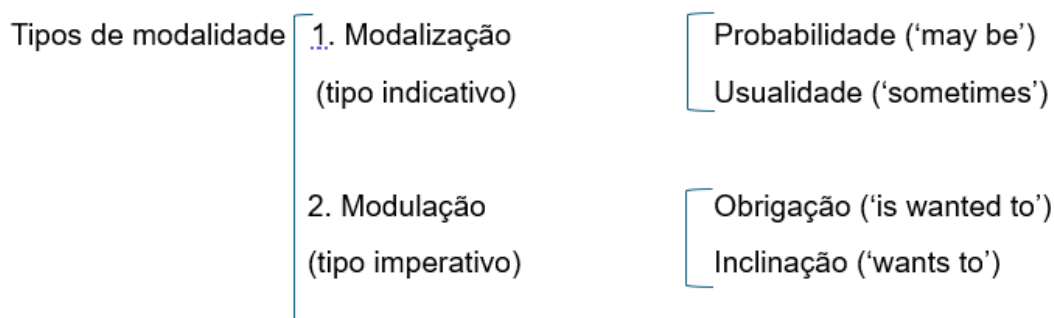 Tipos de modalidade 1. Modalização Probabilidade (‘may be’)
(tipo indicativo) Usualidade (‘sometimes’)
2. Modulação Obrigação (‘is wanted to’)
(tipo imperativo) Inclinação (‘wants to’)